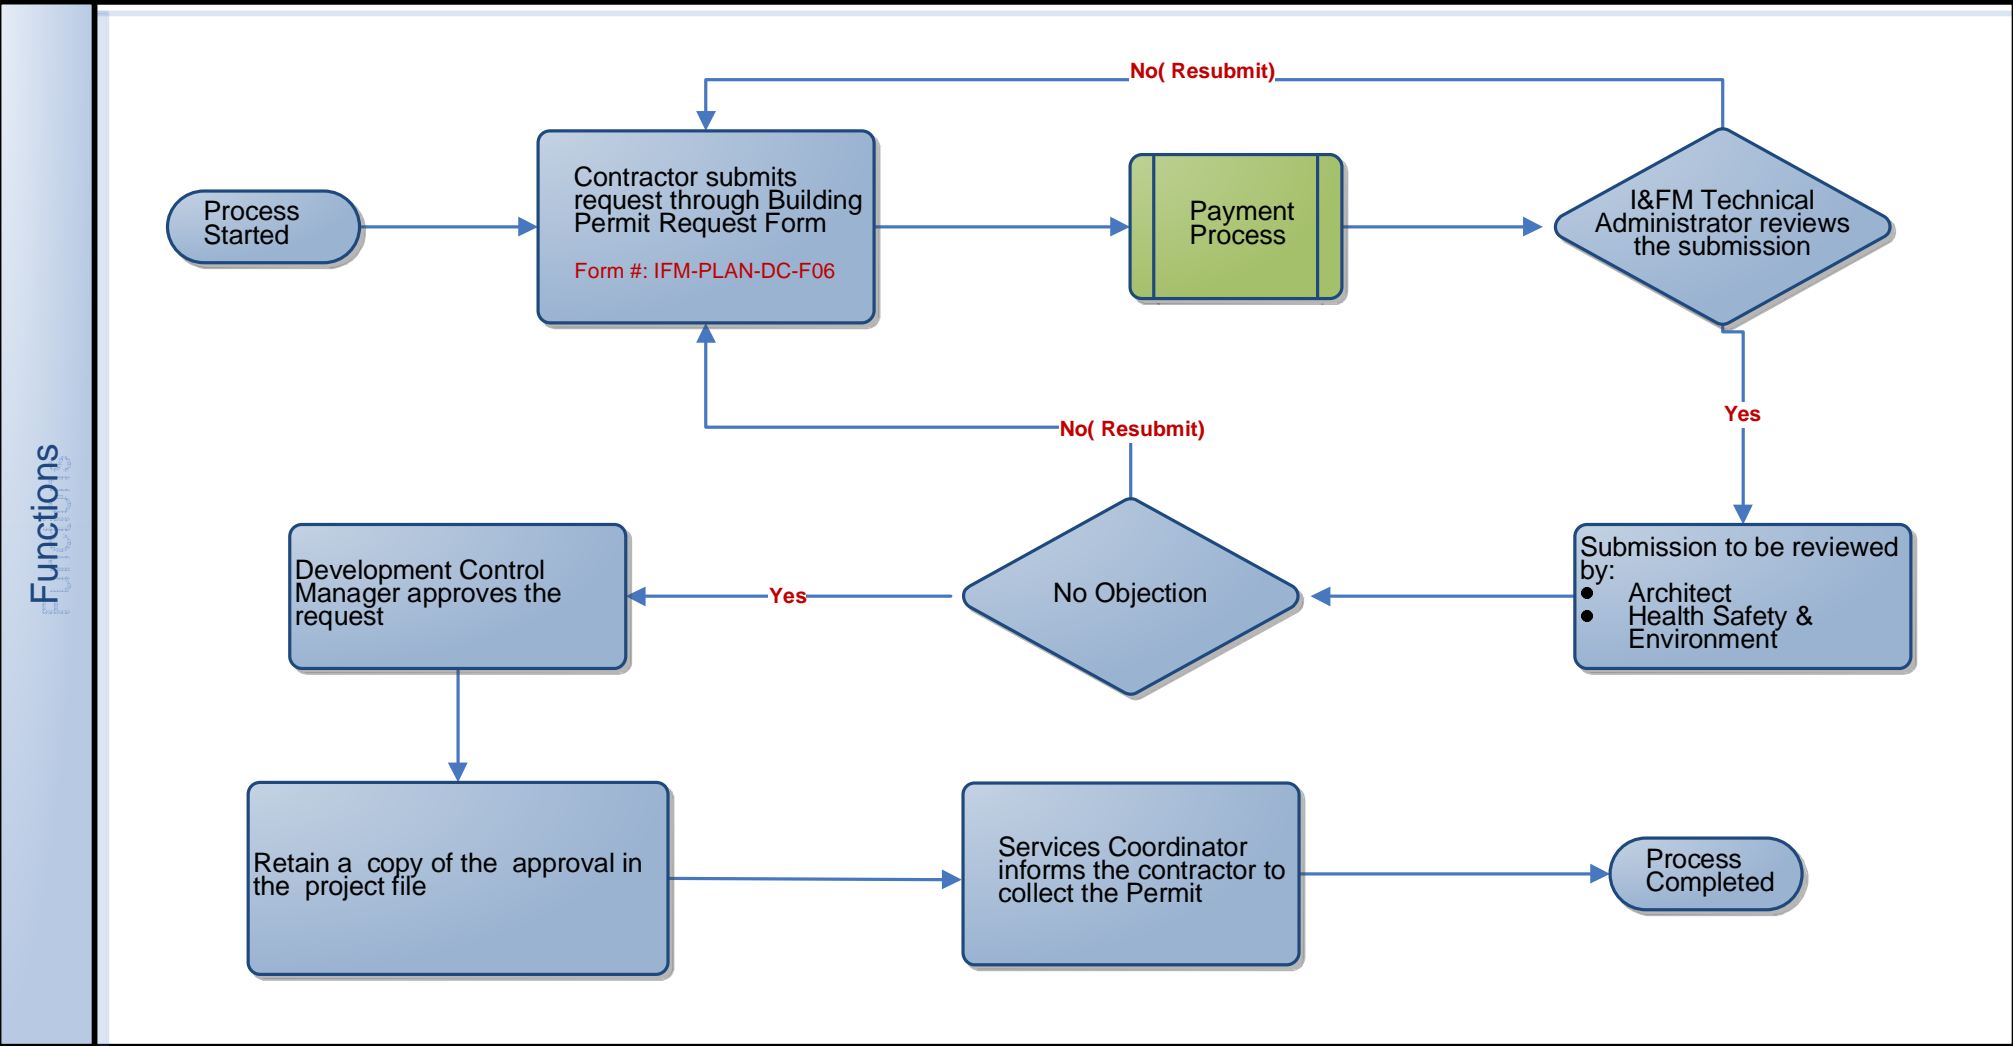 Functions
No( Resubmit)
Process
Started
Contractor submits
request through Building
Permit Request Form
Form #: IFM-PLAN-DC-F06
Payment
Process
I&FM Technical
Administrator reviews
the submission
Yes
No( Resubmit)
Development Control
Manager approves the
request
Yes
No Objection
Submission to be reviewed
by:
● Architect
● Health Safety &
Environment
Retain a copy of the approval in
the project file
Services Coordinator
informs the contractor to
collect the Permit
Process
Completed